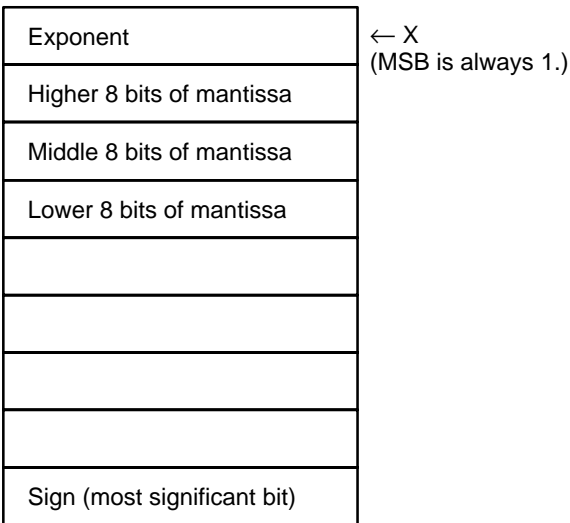 Exponent
← X
(MSB is always 1.)
Higher 8 bits of mantissa
Middle 8 bits of mantissa
Lower 8 bits of mantissa
Sign (most significant bit)